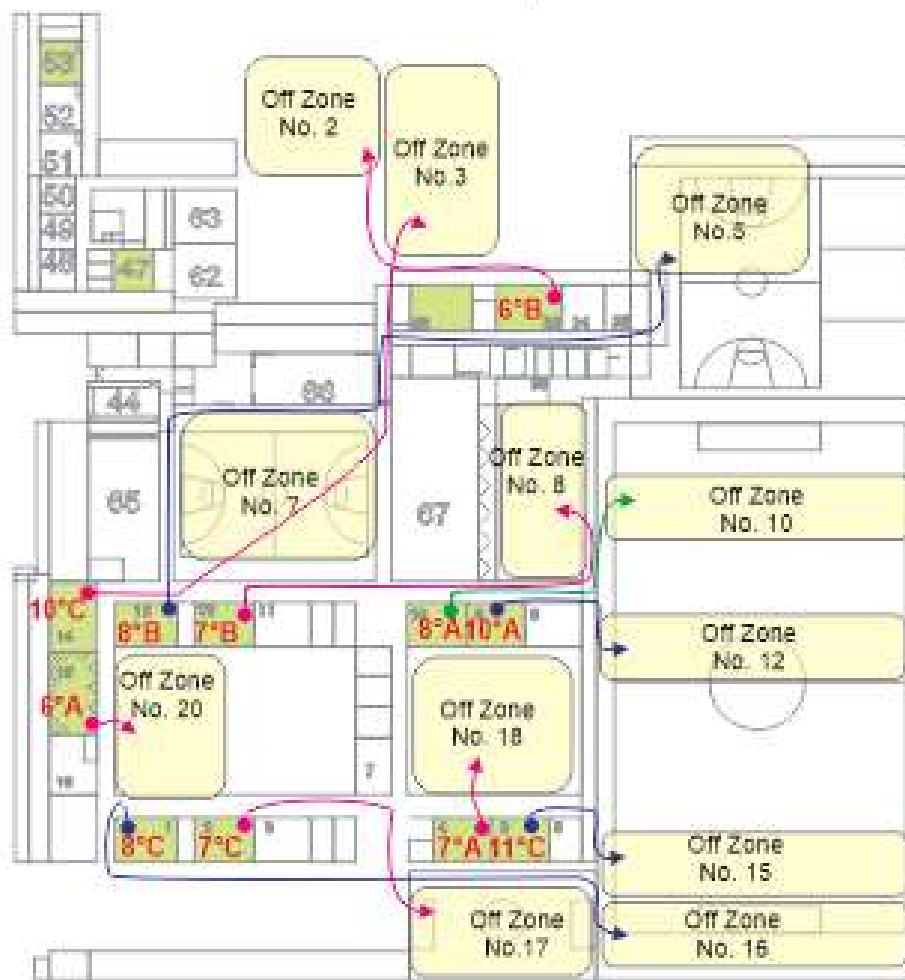 53
52
51
50
49
48
47
63
62
Off Zone
No. 2
Off Zone
No.3
Off Zone
No.5
6°B
44
65
Off Zone
No. 7
67
Off Zone
No. 8
Off Zone
No. 10
10°C
8°B
7°B
11
8°A
10°A
Off Zone
No. 12
6°A
Off Zone
No. 20
Off Zone
No. 18
7
8°C
7°C
7°A
11°C
Off Zone
No. 15
Off Zone
No.17
Off Zone
No. 16